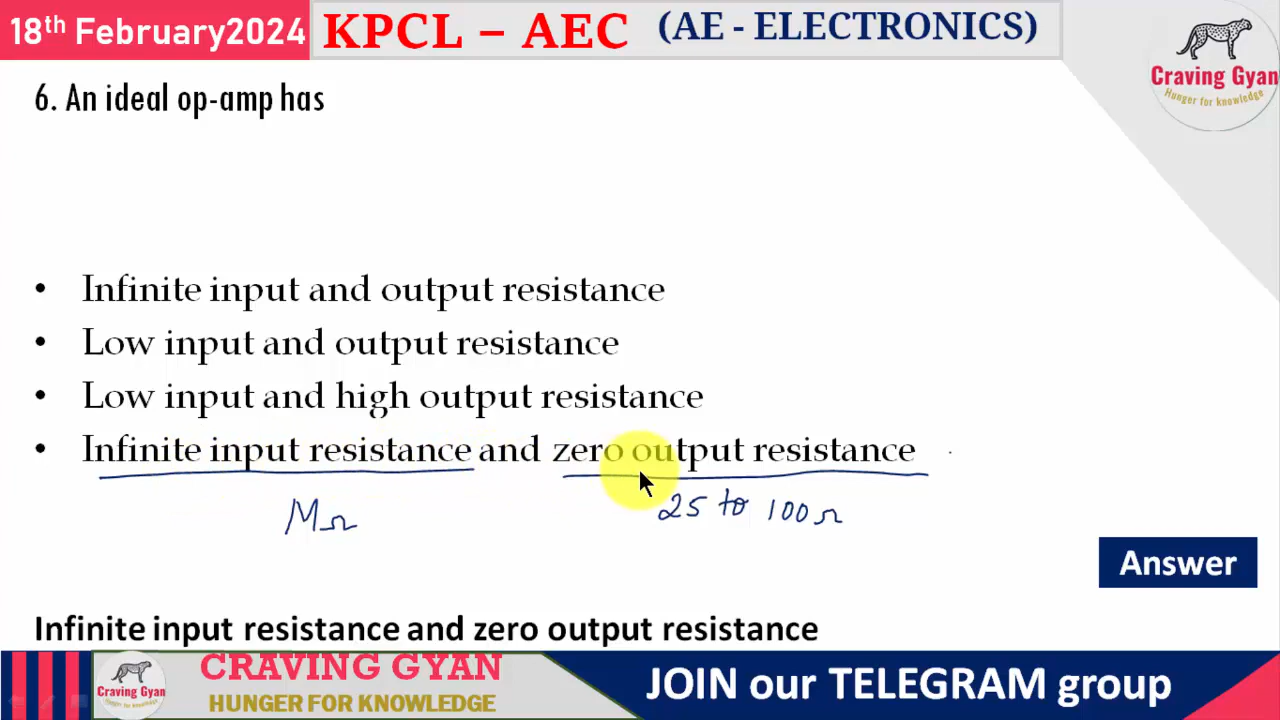 18th February2024
KPCL – AEC
(AE - ELECTRONICS)
Craving Gyan
Hunger for knowledge
6. An ideal op-amp has
• Infinite input and output resistance
• Low input and output resistance
• Low input and high output resistance
• Infinite input resistance and zero output resistance
MΩ
25 to 100Ω
Answer
Infinite input resistance and zero output resistance
Craving Gyan
Hunger for knowledge
CRAVING GYAN
HUNGER FOR KNOWLEDGE
JOIN our TELEGRAM group